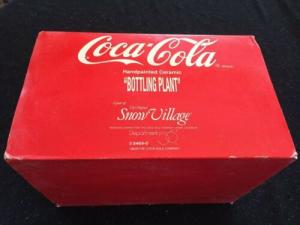 Coca-Cola
Handpainted Ceramic
"BOTTLING PLANT"
The Original
Snow Village
Department 56